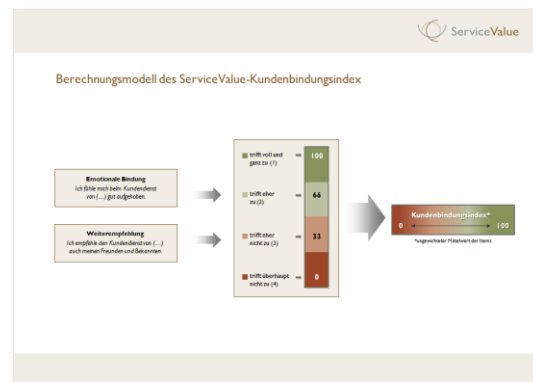 ServiceValue
Berechnungsmodell des ServiceValue-Kundenbindungsindex
Emotionale Bindung
Ich fühle mich beim Kundendienst
von (...) gut aufgehoben.
Weiterempfehlung
Ich empfehle den Kundendienst von (...)
auch meinen Freunden und Bekannten.
trifft voll und
ganz zu (1)
100
trifft eher
zu (2)
66
trifft eher
nicht zu (3)
33
trifft überhaupt
nicht zu (4)
0
Kundenbindungsindex*
0 100
*ungewichteter Mittelwert der Items